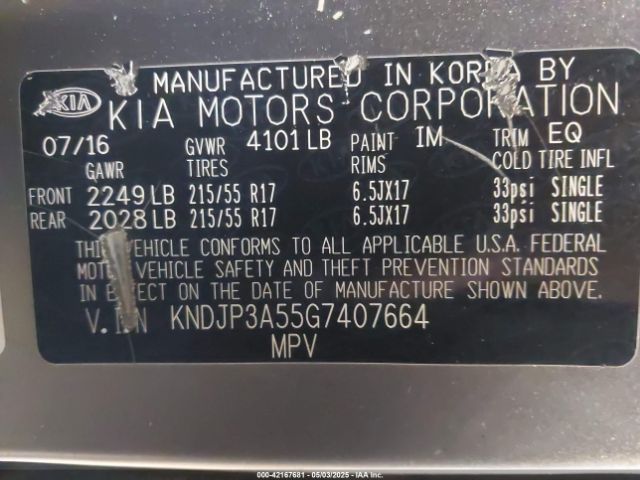 MANUFACTURED IN KOREA BY
KIA KIA MOTORS CORPORATION
07/16 GVWR 4101 LB PAINT IM TRIM EQ
GAWR TIRES RIMS COLD TIRE INFL
FRONT 2249 LB 215/55 R17 6.5JX17 33psi SINGLE
REAR 2028 LB 215/55 R17 6.5JX17 33psi SINGLE
THIS VEHICLE CONFORMS TO ALL APPLICABLE U.S.A. FEDERAL
MOTOR VEHICLE SAFETY AND THEFT PREVENTION STANDARDS
IN EFFECT ON THE DATE OF MANUFACTURE SHOWN ABOVE.
V.I.N KNDJP3A55G7407664
MPV
000-42167681 - 05/03/2025 - IAAI.COM